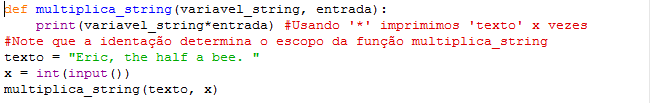 def multiplica_string(variavel_string, entrada):
    print(variavel_string*entrada) #Usando '*' imprimimos 'texto' x vezes
#Note que a identação determina o escopo da função multiplica_string
texto = "Eric, the half a bee. "
x = int(input())
multiplica_string(texto, x)